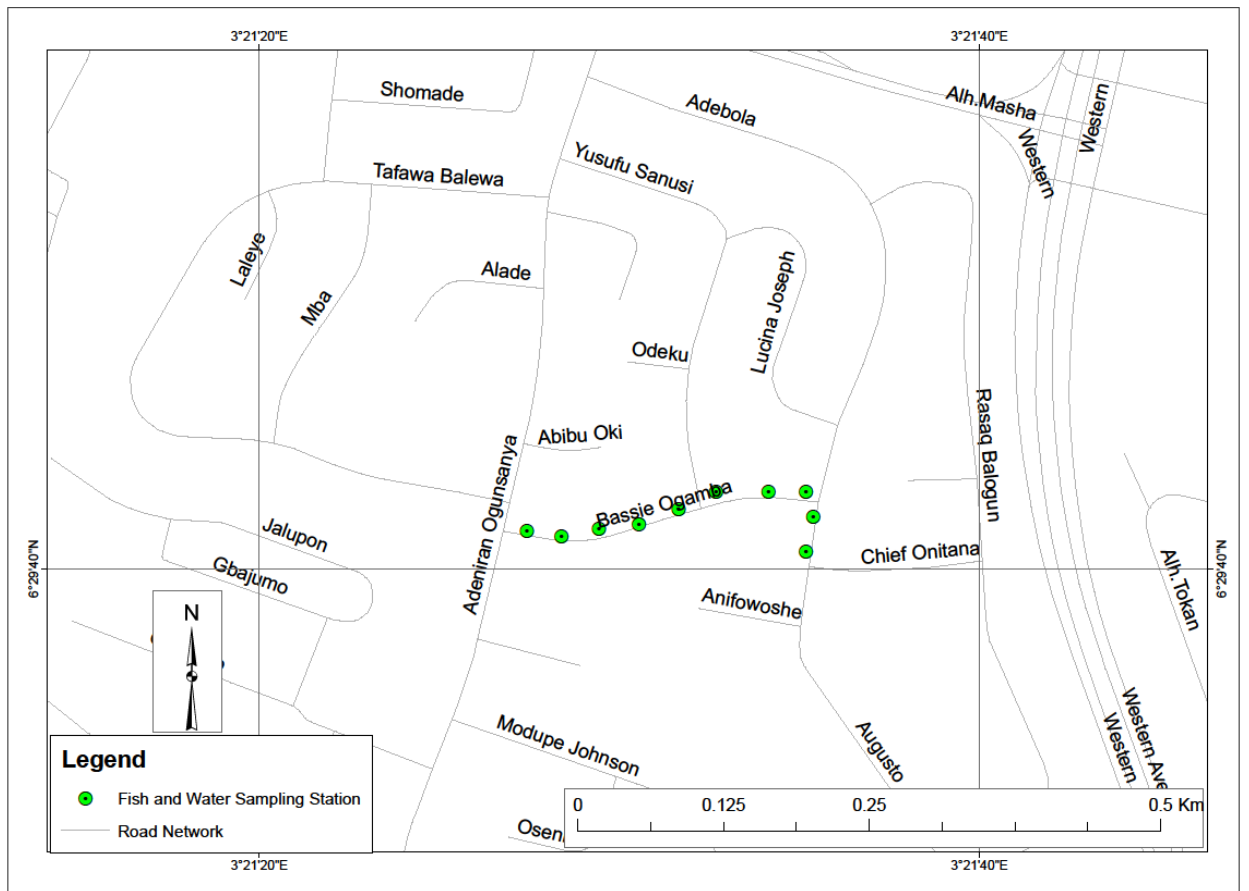 3°21'20"E
3°21'40"E
Shomade
Adebola
Alh.Masha
Western
Western
Yusufu Sanusi
Tafawa Balewa
Laleye
Alade
Mba
Lucina Joseph
Odeku
Rasaq Balogun
Abibu Oki
Adeniran Ogunsanya
Bassie Ogamba
Jalupon
Gbajumo
Chief Onitana
Alh.Tokan
6°29'40"N
6°29'40"N
Anifowoshe
N
Modupe Johnson
Augusto
Western
Western Ave
Legend
Fish and Water Sampling Station
Road Network
0 0.125 0.25 0.5 Km
3°21'20"E
3°21'40"E